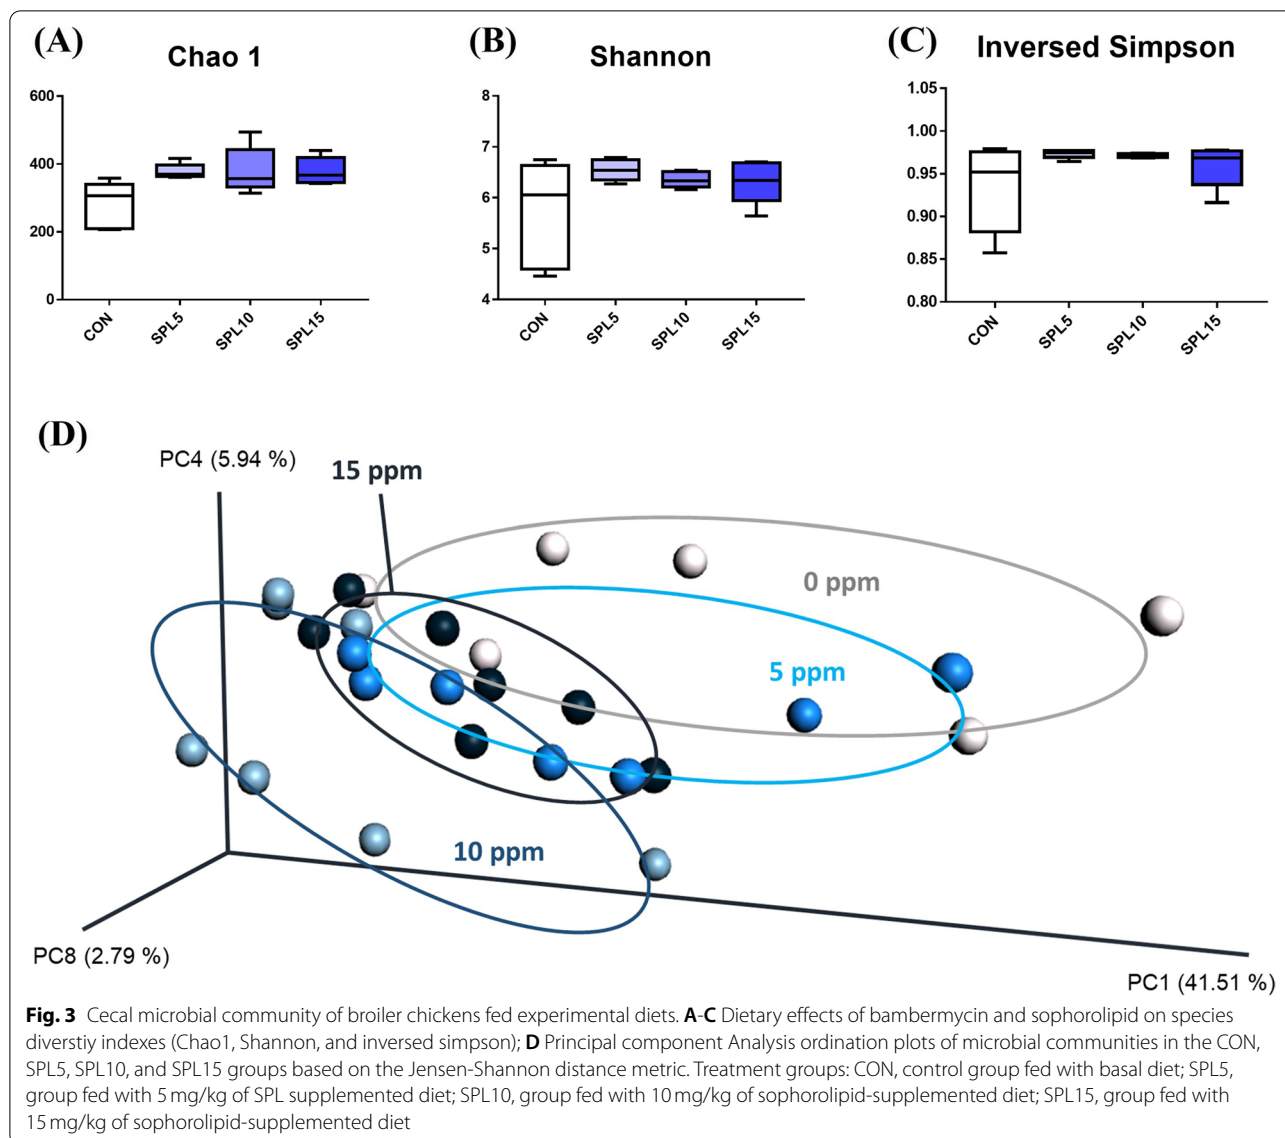 (A)
Chao 1
600
400
200
0
CON
SPL5
SPL10
SPL15
(B)
Shannon
8
7
6
5
4
CON
SPL5
SPL10
SPL15
(C)
Inversed Simpson
1.05
1.00
0.95
0.90
0.85
0.80
CON
SPL5
SPL10
SPL15
(D)
PC4 (5.94 %)
15 ppm
0 ppm
5 ppm
10 ppm
PC8 (2.79 %)
PC1 (41.51 %)
Fig. 3 Cecal microbial community of broiler chickens fed experimental diets. A-C Dietary effects of bambermycin and sophorolipid on species
diverstiy indexes (Chao1, Shannon, and inversed simpson); D Principal component Analysis ordination plots of microbial communities in the CON,
SPL5, SPL10, and SPL15 groups based on the Jensen-Shannon distance metric. Treatment groups: CON, control group fed with basal diet; SPL5,
group fed with 5 mg/kg of SPL supplemented diet; SPL10, group fed with 10 mg/kg of sophorolipid-supplemented diet; SPL15, group fed with
15 mg/kg of sophorolipid-supplemented diet